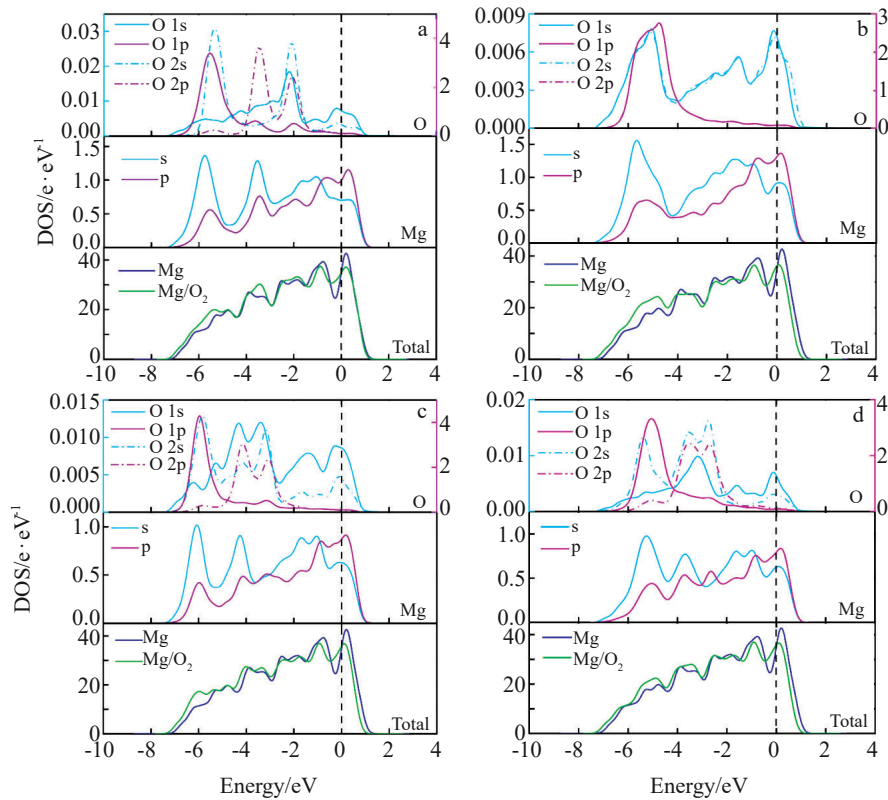 DOS/e · eV⁻¹
DOS/e · eV⁻¹
a
O 1s
O 1p
O 2s
O 2p
0.03
0.02
0.01
0.00
4
2
0
O
s
p
1.5
1.0
0.5
0.0
Mg
Mg
Mg/O₂
40
20
0
Total
-10 -8 -6 -4 -2 0 2 4
b
O 1s
O 1p
O 2s
O 2p
0.009
0.006
0.003
0.000
3
2
1
0
O
s
p
1.5
1.0
0.5
0.0
Mg
Mg
Mg/O₂
40
20
0
Total
-10 -8 -6 -4 -2 0 2 4
c
O 1s
O 1p
O 2s
O 2p
0.015
0.010
0.005
0.000
4
2
0
O
s
p
1.0
0.5
0.0
Mg
Mg
Mg/O₂
40
20
0
Total
-10 -8 -6 -4 -2 0 2 4
Energy/eV
d
O 1s
O 1p
O 2s
O 2p
0.02
0.01
0.00
4
2
0
O
s
p
1.0
0.5
0.0
Mg
Mg
Mg/O₂
40
20
0
Total
-10 -8 -6 -4 -2 0 2 4
Energy/eV